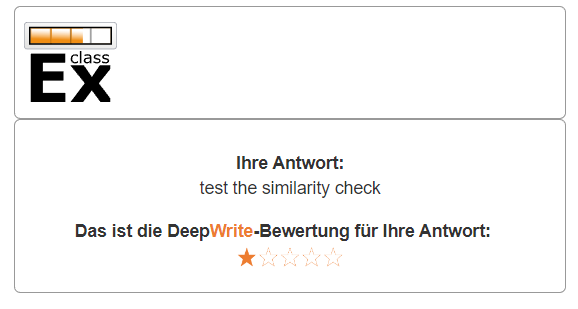 class
Ex
Ihre Antwort:
test the similarity check
Das ist die DeepWrite-Bewertung für Ihre Antwort: